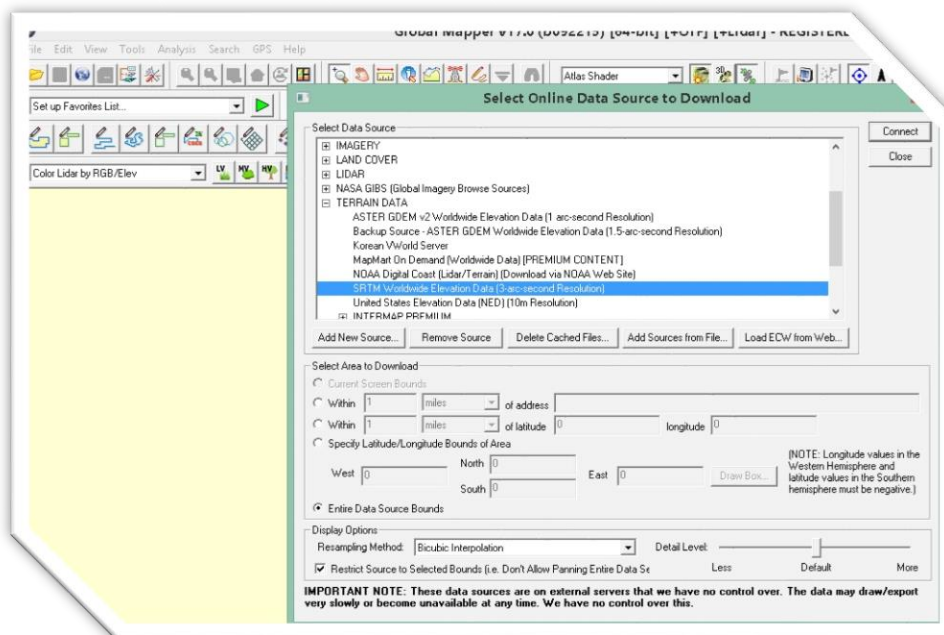 Global Mapper v17.0 (b092215) [64-bit] [+OTF] [+Lidar] - REGISTERED
File Edit View Tools Analysis Search GPS Help
Atlas Shader
Set up Favorites List...
Select Online Data Source to Download
Select Data Source
Connect
IMAGERY
LAND COVER
Close
LIDAR
Color Lidar by RGB/Elev
NASA GIBS (Global Imagery Browse Sources)
TERRAIN DATA
ASTER GDEM v2 Worldwide Elevation Data (1 arc-second Resolution)
Backup Source - ASTER GDEM Worldwide Elevation Data (1.5-arc-second Resolution)
Korean VWorld Server
MapMart On Demand (Worldwide Data) [PREMIUM CONTENT]
NOAA Digital Coast (Lidar/Terrain) (Download via NOAA Web Site)
SRTM Worldwide Elevation Data (3-arc-second Resolution)
United States Elevation Data (NED) (10m Resolution)
INTERMAP PREMIUM
Add New Source... Remove Source Delete Cached Files... Add Sources from File... Load ECW from Web...
Select Area to Download
Current Screen Bounds
Within 1 miles of address
Within 1 miles of latitude 0 longitude 0
Specify Latitude/Longitude Bounds of Area
West 0 North 0 South 0 East 0 Draw Box...
(NOTE: Longitude values in the
Western Hemisphere and
latitude values in the Southern
hemisphere must be negative.)
Entire Data Source Bounds
Display Options
Resampling Method: Bicubic Interpolation Detail Level:
Restrict Source to Selected Bounds (i.e. Don't Allow Panning Entire Data Se
Less Default More
IMPORTANT NOTE: These data sources are on external servers that we have no control over. The data may draw/export
very slowly or become unavailable at any time. We have no control over this.